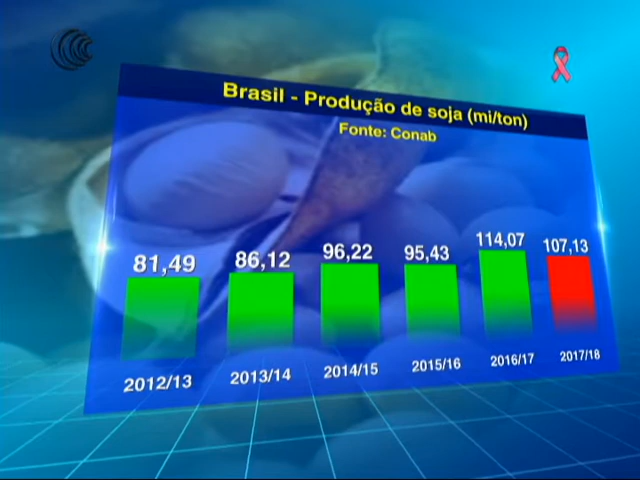 Brasil - Produção de soja (mi/ton)
Fonte: Conab
81,49 86,12 96,22 95,43 114,07 107,13
2012/13 2013/14 2014/15 2015/16 2016/17 2017/18